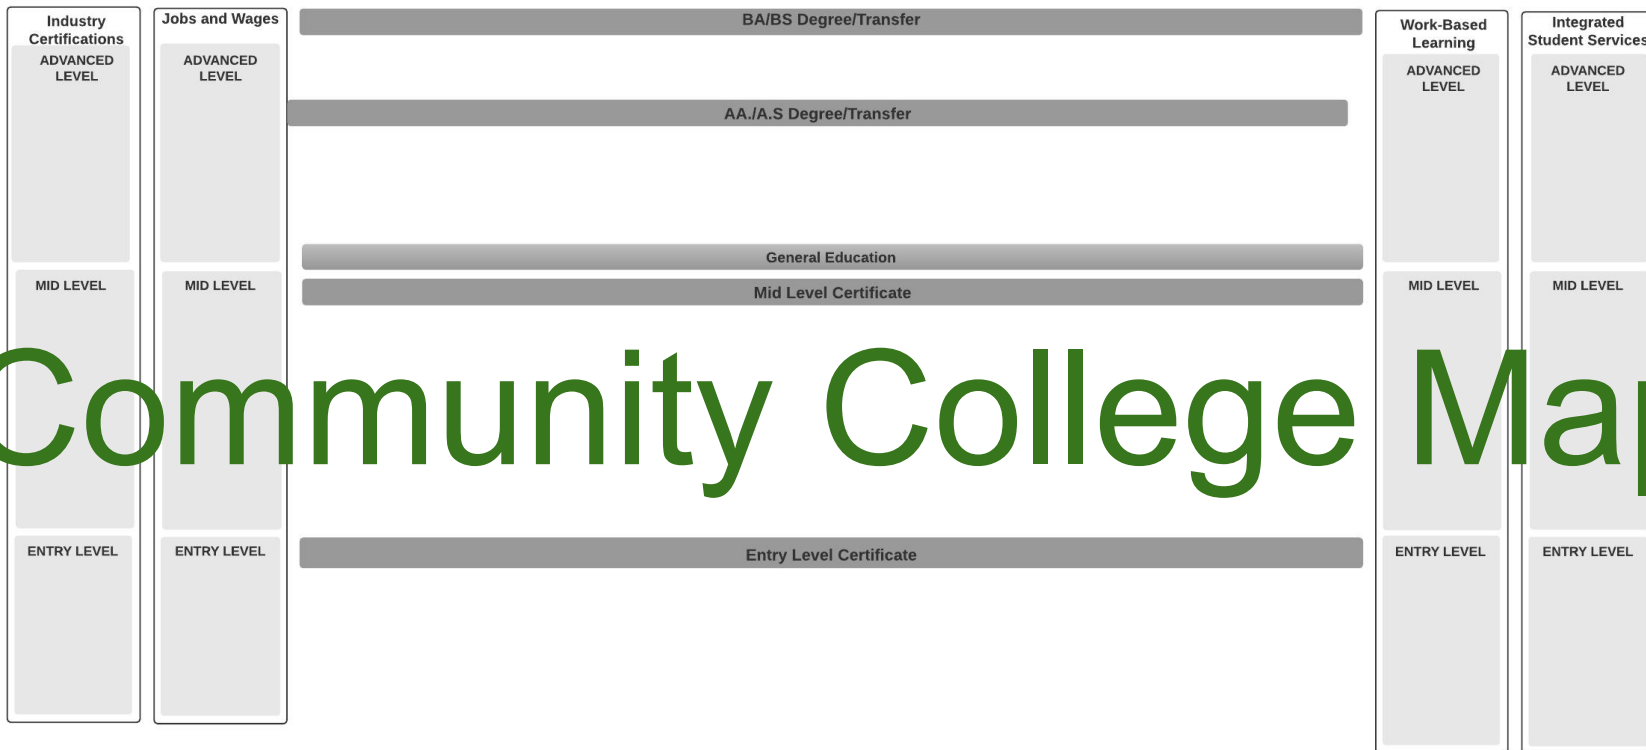 Industry
Certifications
ADVANCED
LEVEL
MID LEVEL
ENTRY LEVEL
Jobs and Wages
ADVANCED
LEVEL
MID LEVEL
ENTRY LEVEL
BA/BS Degree/Transfer
AA./A.S Degree/Transfer
General Education
Mid Level Certificate
Community College Map
Entry Level Certificate
Work-Based
Learning
ADVANCED
LEVEL
MID LEVEL
ENTRY LEVEL
Integrated
Student Services
ADVANCED
LEVEL
MID LEVEL
ENTRY LEVEL